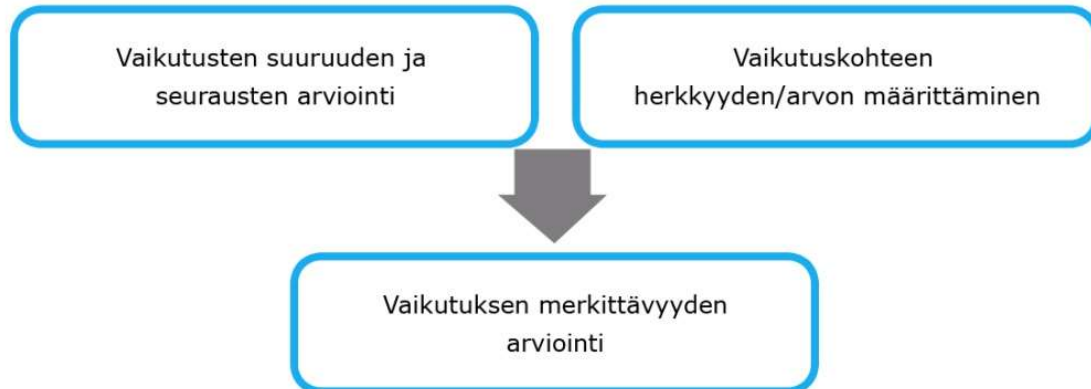 Vaikutusten suuruuden ja
seurausten arviointi
Vaikutuskohteen
herkkyyden/arvon määrittäminen
Vaikutuksen merkittävyyden
arviointi